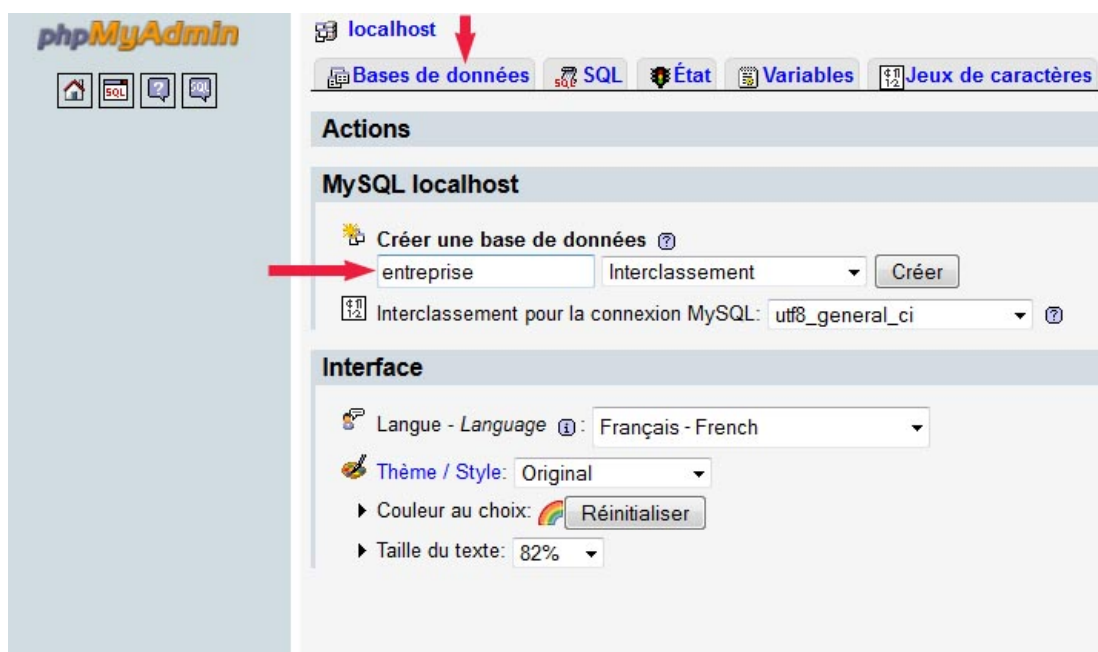 phpMyAdmin
SQL
SQL
localhost
Bases de données SQL État Variables Jeux de caractères
Actions
MySQL localhost
Créer une base de données
entreprise Interclassement Créer
Interclassement pour la connexion MySQL: utf8_general_ci
Interface
Langue - Language : Français - French
Thème / Style: Original
Couleur au choix: Réinitialiser
Taille du texte: 82%